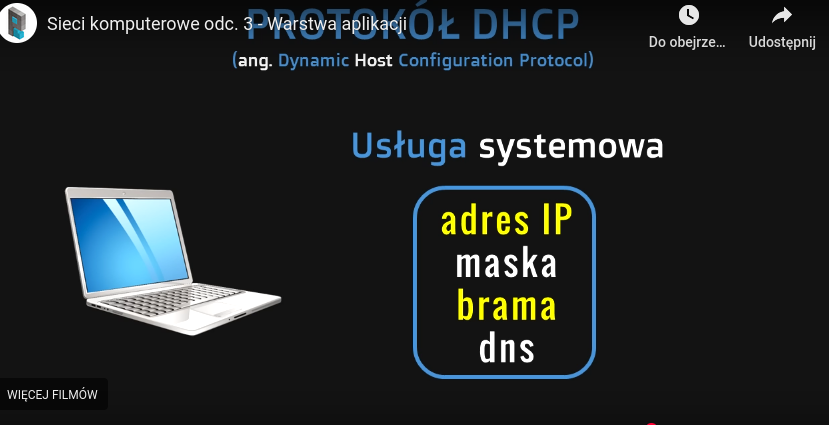 PROTOKÓŁ DHCP
Sieci komputerowe odc. 3 - Warstwa aplikacji
Do obejrze...
Udostępnij
(ang. Dynamic Host Configuration Protocol)
Usługa systemowa
adres IP
maska
brama
dns
WIĘCEJ FILMÓW